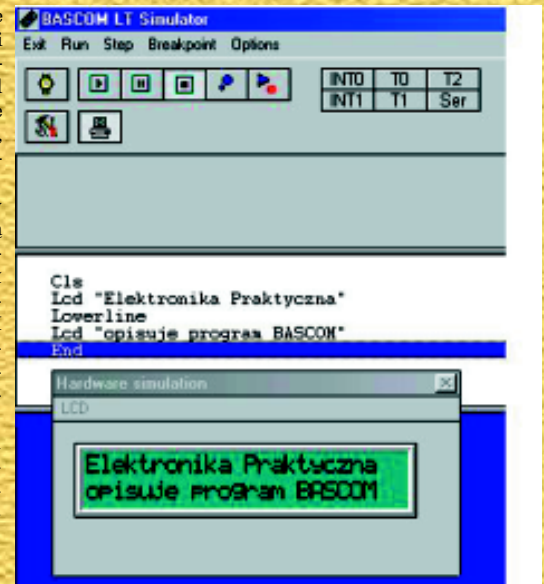 BASCOM LT Simulator
Exit Run Step Breakpoint Options
INT0 T0 T2
INT1 T1 Ser
Cls
Lcd "Elektronika Praktyczna"
Lowerline
Lcd "opisuje program BASCOM"
End
Hardware simulation
LCD
Elektronika Praktyczna
opisuje program BASCOM